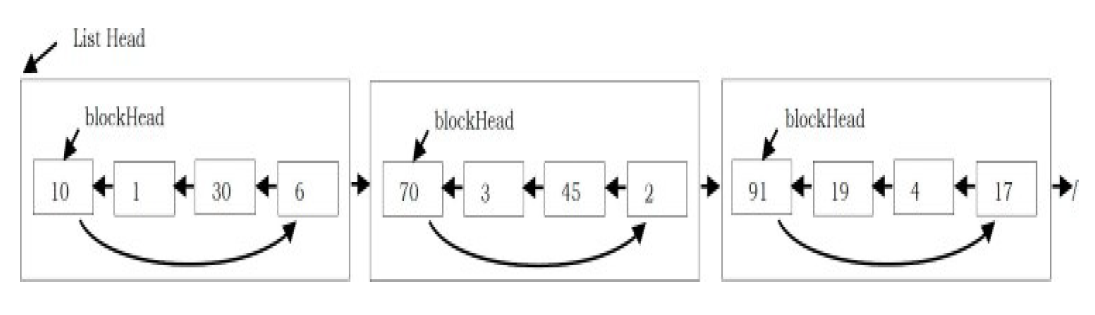 List Head
blockHead blockHead blockHead
10 1 30 6 70 3 45 2 91 19 4 17 /